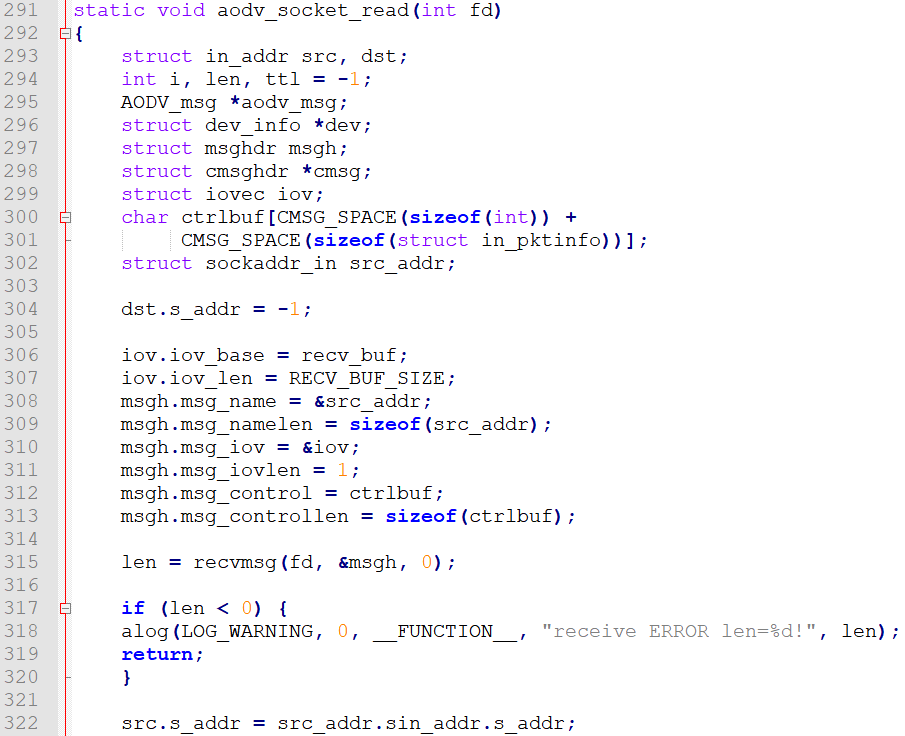 291 static void aodv_socket_read(int fd)
292 {
293 struct in_addr src, dst;
294 int i, len, ttl = -1;
295 AODV_msg *aodv_msg;
296 struct dev_info *dev;
297 struct msghdr msgh;
298 struct cmsghdr *cmsg;
299 struct iovec iov;
300 char ctrlbuf[CMSG_SPACE(sizeof(int)) +
301 CMSG_SPACE(sizeof(struct in_pktinfo))];
302 struct sockaddr_in src_addr;
303
304 dst.s_addr = -1;
305
306 iov.iov_base = recv_buf;
307 iov.iov_len = RECV_BUF_SIZE;
308 msgh.msg_name = &src_addr;
309 msgh.msg_namelen = sizeof(src_addr);
310 msgh.msg_iov = &iov;
311 msgh.msg_iovlen = 1;
312 msgh.msg_control = ctrlbuf;
313 msgh.msg_controllen = sizeof(ctrlbuf);
314
315 len = recvmsg(fd, &msgh, 0);
316
317 if (len < 0) {
318 alog(LOG_WARNING, 0, __FUNCTION__, "receive ERROR len=%d!", len);
319 return;
320 }
321
322 src.s_addr = src_addr.sin_addr.s_addr;